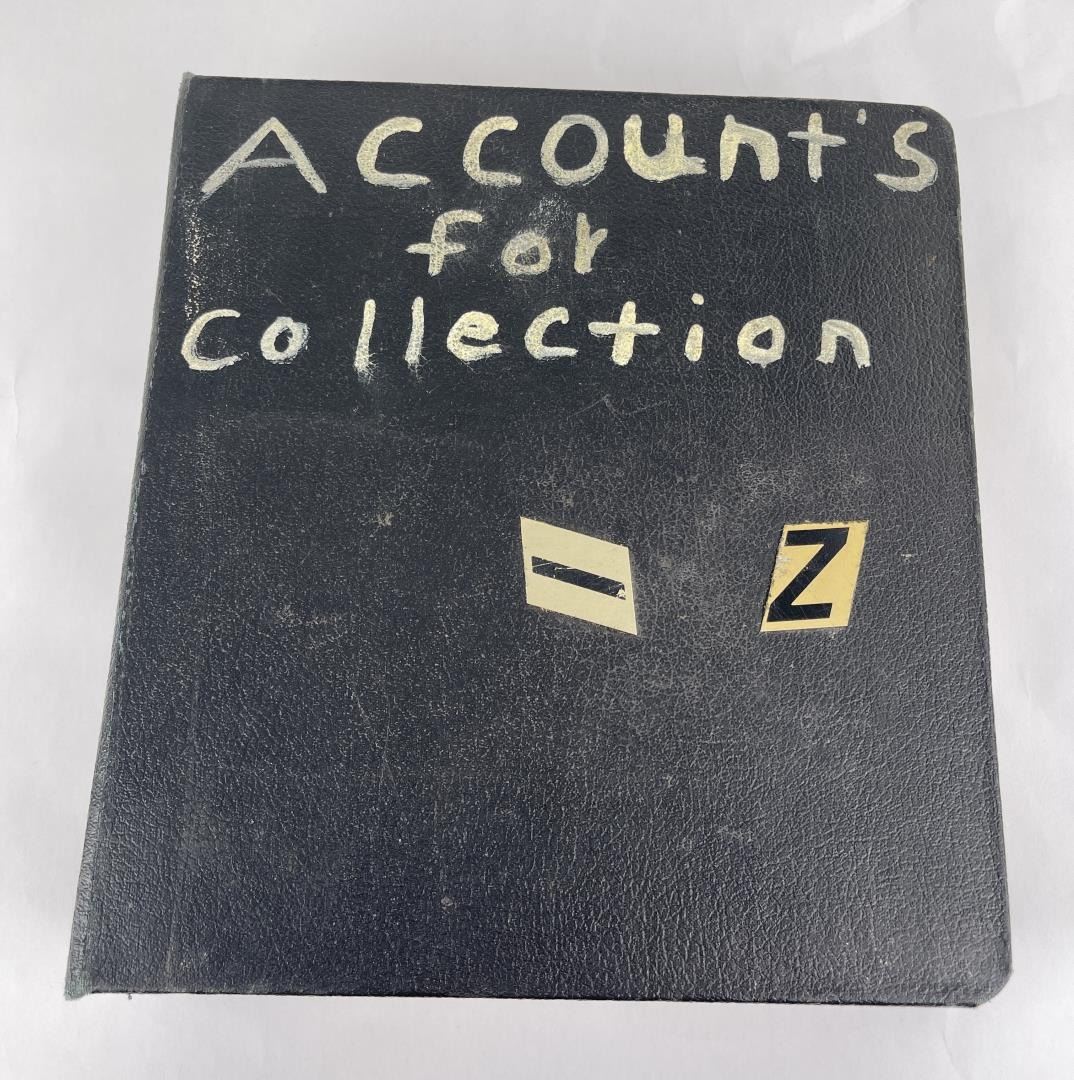 Account's
for
collection
- Z